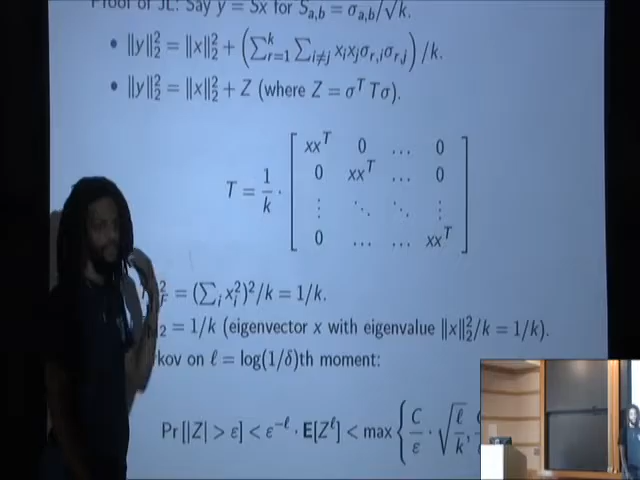 Proof of JL: Say y = Sx for S_{a,b} = σ_{a,b}/√k.
• ‖y‖₂² = ‖x‖₂² + (∑_{r=1}^k ∑_{i≠j} x_i x_j σ_{r,i} σ_{r,j}) /k.
• ‖y‖₂² = ‖x‖₂² + Z (where Z = σ^T Tσ).
T = 1/k · [
xx^T 0 … 0
0 xx^T … 0
⋮ ⋱ ⋱ ⋮
0 … … xx^T
]
²_F = (∑_i x_i²)²/k = 1/k.
₂ = 1/k (eigenvector x with eigenvalue ‖x‖₂²/k = 1/k).
kov on ℓ = log(1/δ)th moment:
Pr[|Z| > ε] < ε^{-ℓ} · E[Z^ℓ] < max { C/ε · √(ℓ/k),